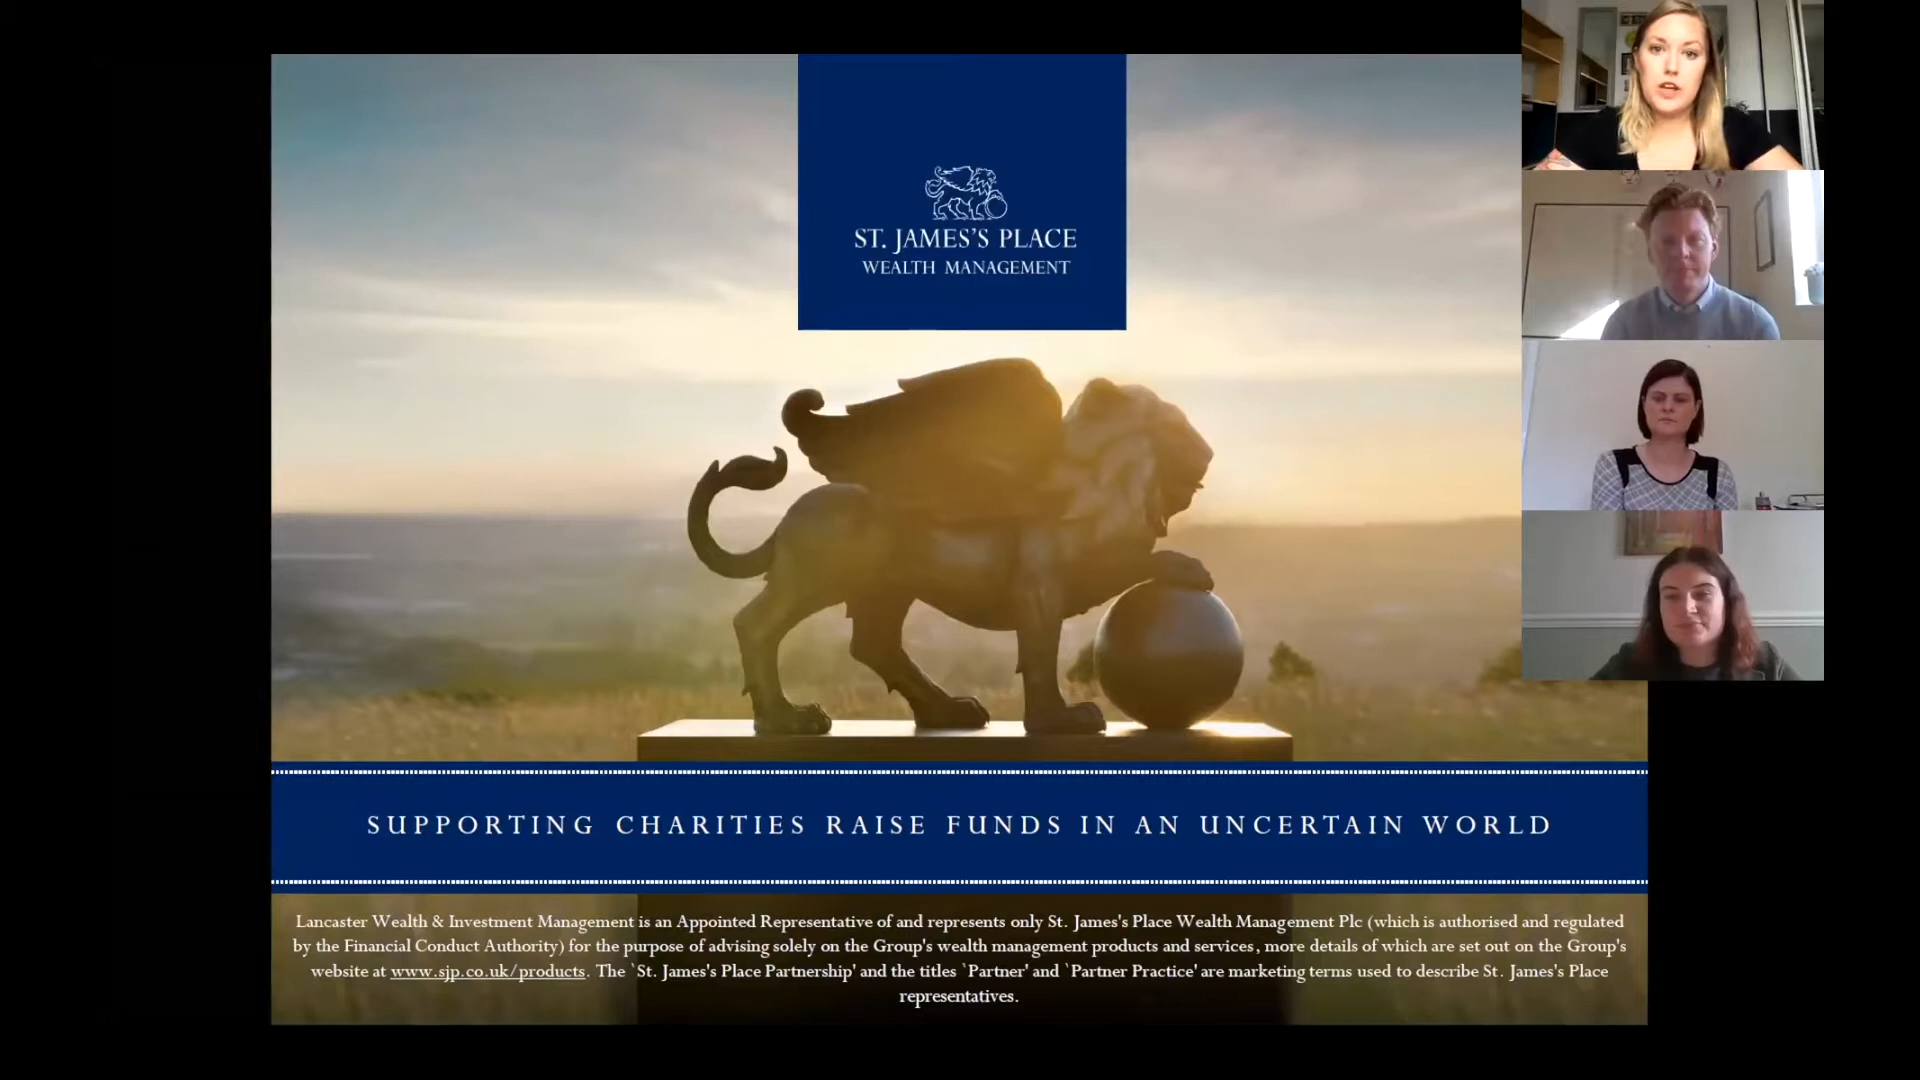 ST. JAMES'S PLACE
WEALTH MANAGEMENT
SUPPORTING CHARITIES RAISE FUNDS IN AN UNCERTAIN WORLD
Lancaster Wealth & Investment Management is an Appointed Representative of and represents only St. James's Place Wealth Management Plc (which is authorised and regulated
by the Financial Conduct Authority) for the purpose of advising solely on the Group's wealth management products and services, more details of which are set out on the Group's
website at www.sjp.co.uk/products. The `St. James's Place Partnership' and the titles `Partner' and `Partner Practice' are marketing terms used to describe St. James's Place
representatives.